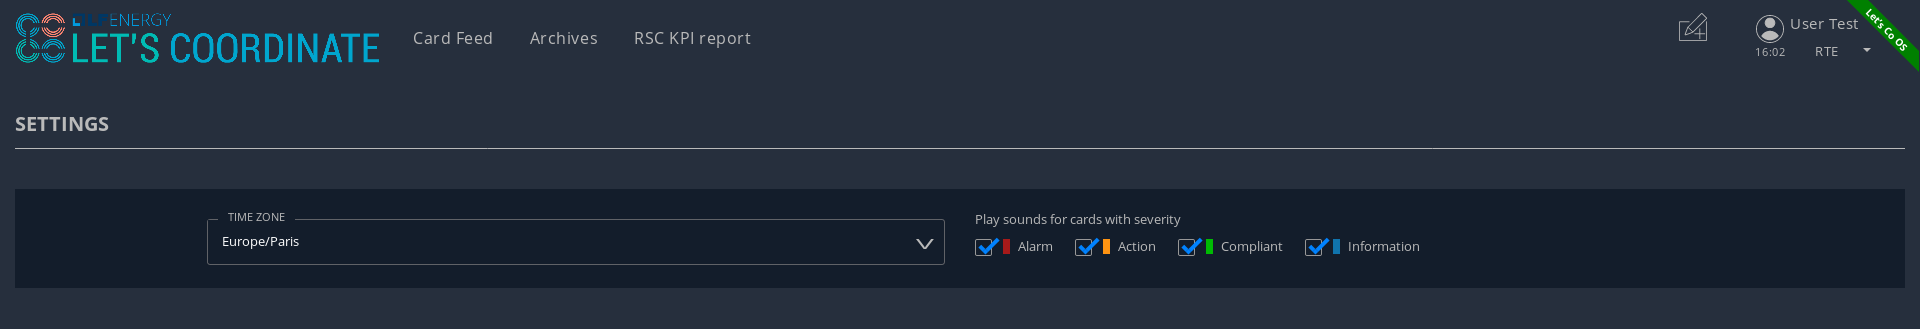 ENERGY
LET'S COORDINATE
Card Feed
Archives
RSC KPI report
User Test
16:02
RTE
Let's Co OS
SETTINGS
TIME ZONE
Europe/Paris
Play sounds for cards with severity
Alarm
Action
Compliant
Information